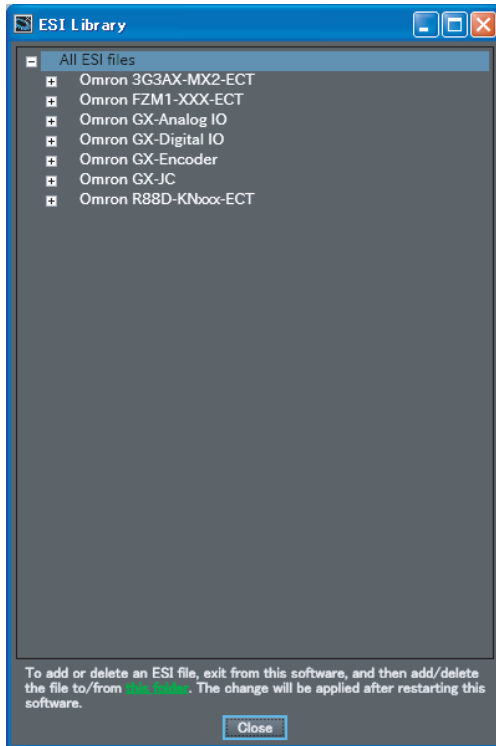 ESI Library
All ESI files
Omron 3G3AX-MX2-ECT
Omron FZM1-XXX-ECT
Omron GX-Analog IO
Omron GX-Digital IO
Omron GX-Encoder
Omron GX-JC
Omron R88D-KNxxx-ECT
To add or delete an ESI file, exit from this software, and then add/delete
the file to/from this folder. The change will be applied after restarting this
software.
Close